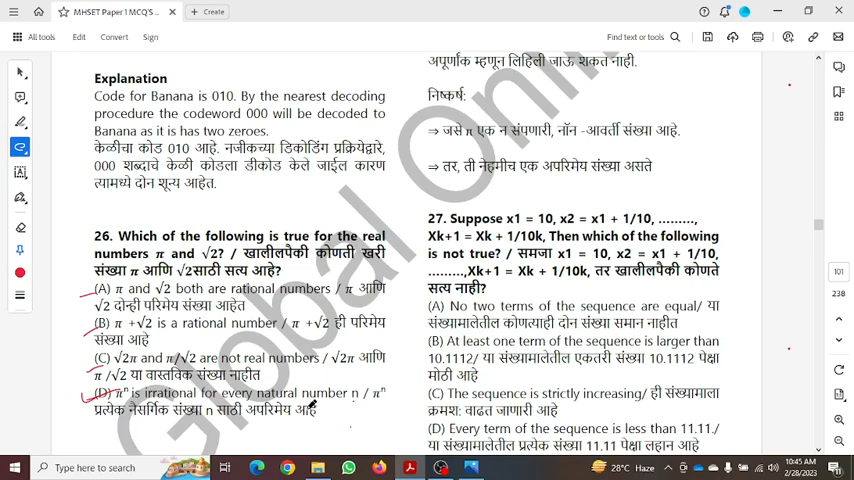 MHSET Paper 1 MCQ'S ...
Create
All tools
Edit
Convert
Sign
Find text or tools
Explanation
Code for Banana is 010. By the nearest decoding
procedure the codeword 000 will be decoded to
Banana as it is has two zeroes.
केळीचा कोड 010 आहे. नजीकच्या डिकोडिंग प्रक्रियेद्वारे,
000 शब्दाचे केळी कोडला डीकोड केले जाईल कारण
त्यामध्ये दोन शून्य आहेत.
26. Which of the following is true for the real
numbers π and √2? / खालीलपैकी कोणती खरी
संख्या π आणि √2साठी सत्य आहे?
(A) π and √2 both are rational numbers / π आणि
√2 दोन्ही परिमेय संख्या आहेत
(B) π +√2 is a rational number / π +√2 ही परिमेय
संख्या आहे
(C) √2π and π/√2 are not real numbers / √2π आणि
π /√2 या वास्तविक संख्या नाहीत
(D) πⁿ is irrational for every natural number n / πⁿ
प्रत्येक नैसर्गिक संख्या n साठी अपरिमेय आहे
अपूर्णांक म्हणून लिहिली जाऊ शकत नाही.
निष्कर्ष:
⇒ जसे π एक न संपणारी, नॉन -आवर्ती संख्या आहे.
⇒ तर, ती नेहमीच एक अपरिमेय संख्या असते
27. Suppose x1 = 10, x2 = x1 + 1/10, .........,
Xk+1 = Xk + 1/10k, Then which of the following
is not true? / समजा x1 = 10, x2 = x1 + 1/10,
.........,Xk+1 = Xk + 1/10k, तर खालीलपैकी कोणते
सत्य नाही?
(A) No two terms of the sequence are equal/ या
संख्यामालेतील कोणत्याही दोन संख्या समान नाहीत
(B) At least one term of the sequence is larger than
10.1112/ या संख्यामालेतील एकतरी संख्या 10.1112 पेक्षा
मोठी आहे
(C) The sequence is strictly increasing/ ही संख्यामाला
क्रमश: वाढत जाणारी आहे
(D) Every term of the sequence is less than 11.11./
या संख्यामालेतील प्रत्येक संख्या 11.11 पेक्षा लहान आहे
Global Online
101
238
Type here to search
28°C Haze
10:45 AM
2/28/2023